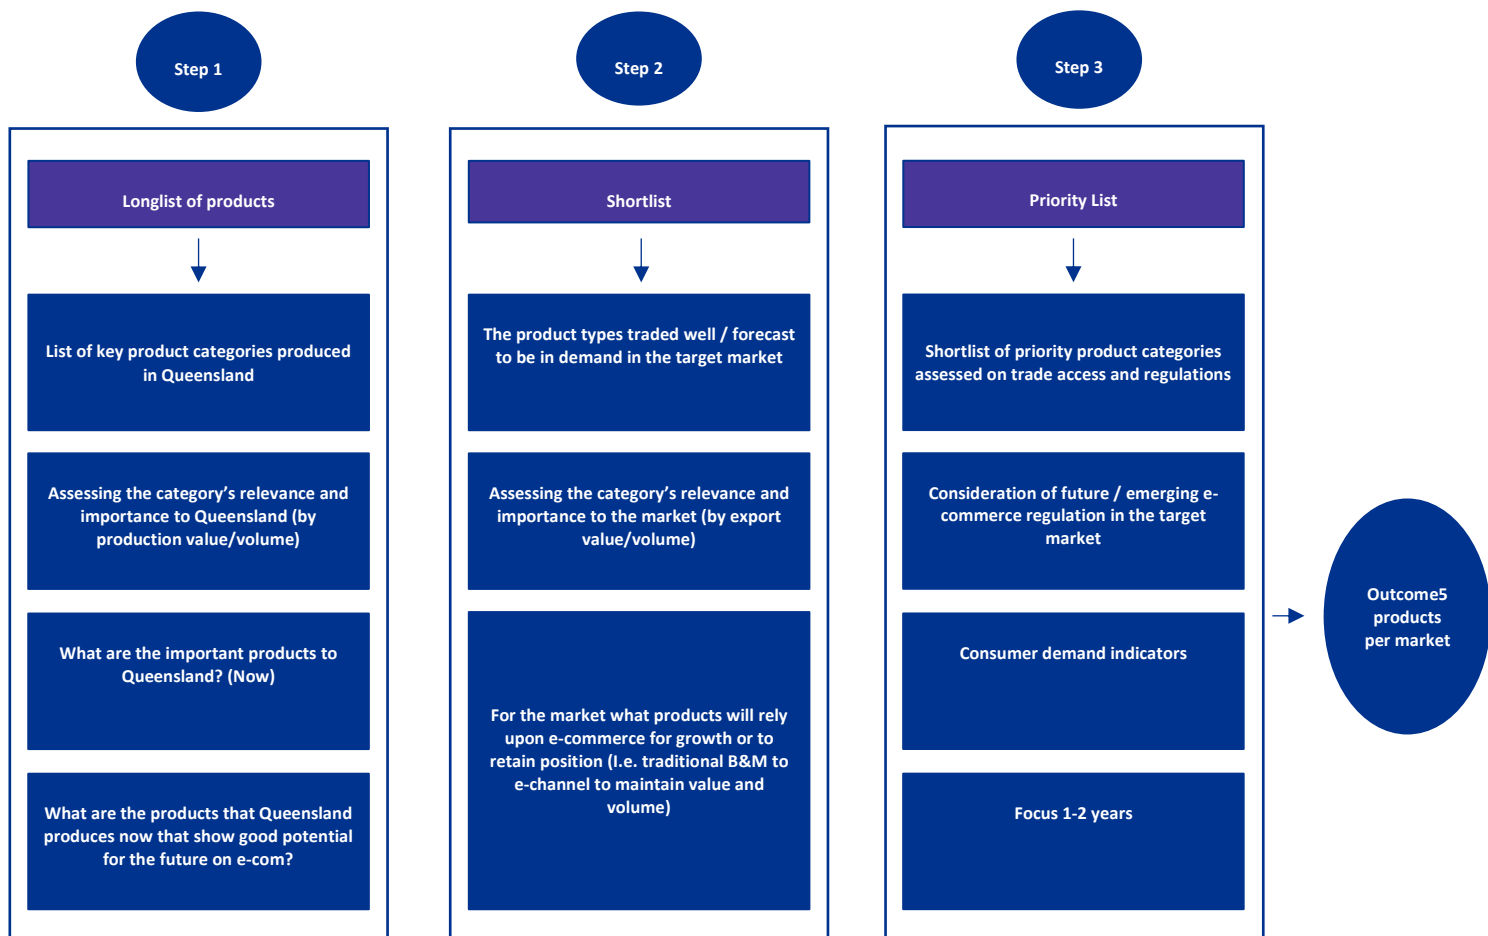 Step 1
Longlist of products
List of key product categories produced
in Queensland
Assessing the category's relevance and
importance to Queensland (by
production value/volume)
What are the important products to
Queensland? (Now)
What are the products that Queensland
produces now that show good potential
for the future on e-com?
Step 2
Shortlist
The product types traded well / forecast
to be in demand in the target market
Assessing the category's relevance and
importance to the market (by export
value/volume)
For the market what products will rely
upon e-commerce for growth or to
retain position (I.e. traditional B&M to
e-channel to maintain value and
volume)
Step 3
Priority List
Shortlist of priority product categories
assessed on trade access and regulations
Consideration of future / emerging e-
commerce regulation in the target
market
Consumer demand indicators
Focus 1-2 years
Outcome5
products
per market